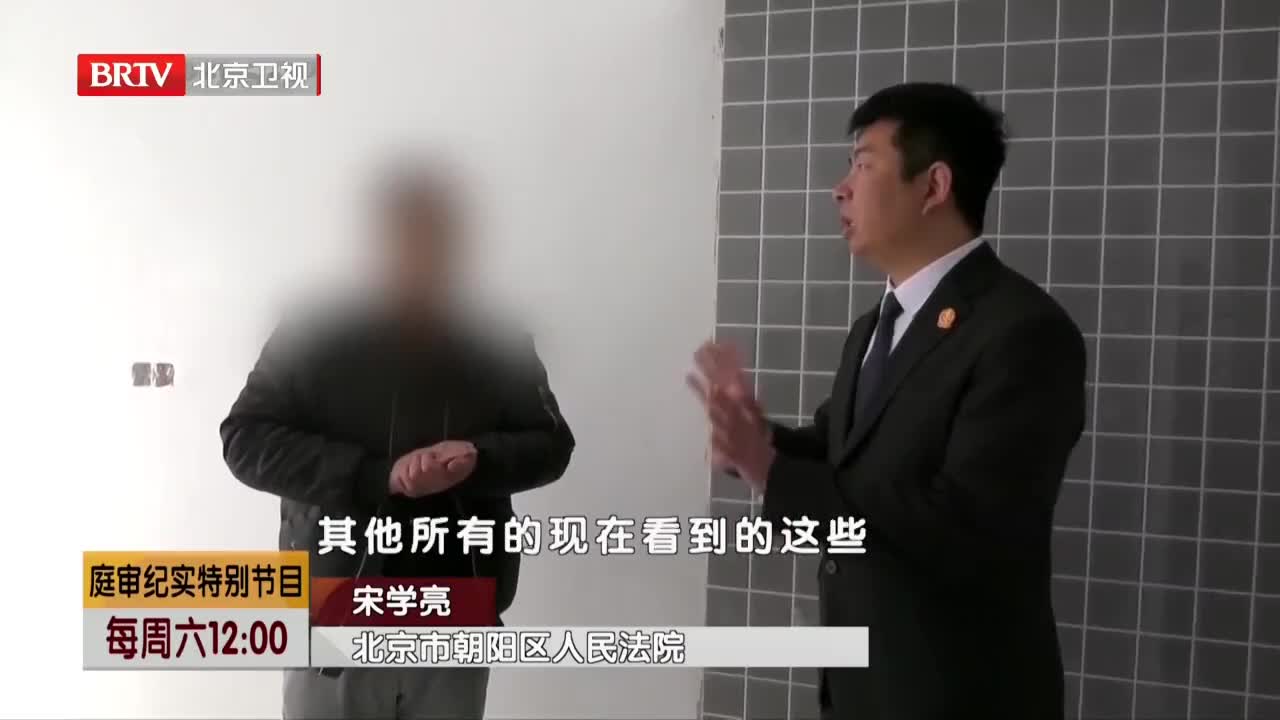 BRTV 北京卫视
其他所有的现在看到的这些
庭审纪实特别节目
每周六12:00
宋学亮
北京市朝阳区人民法院